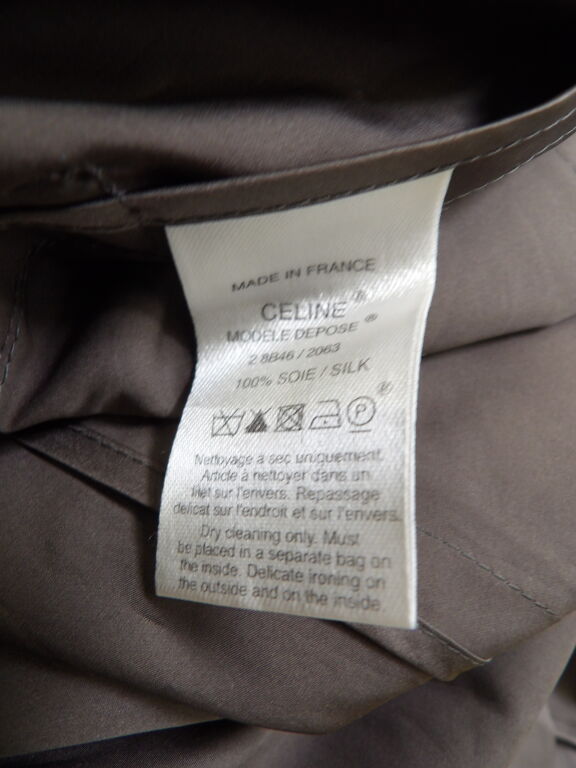 MADE IN FRANCE
CELINE®
MODELE DEPOSE ®
2 8B46 / 2063
100% SOIE / SILK
P ®
Nettoyage à sec uniquement.
Article à nettoyer dans un
filet sur l'envers. Repassage
délicat sur l'endroit et sur l'envers.
Dry cleaning only. Must
be placed in a separate bag on
the inside. Delicate ironing on
the outside and on the inside.